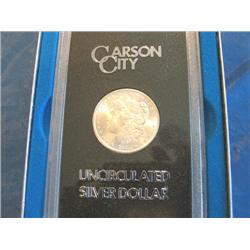 CARSON
CITY
UNCIRCULATED
SILVER DOLLAR